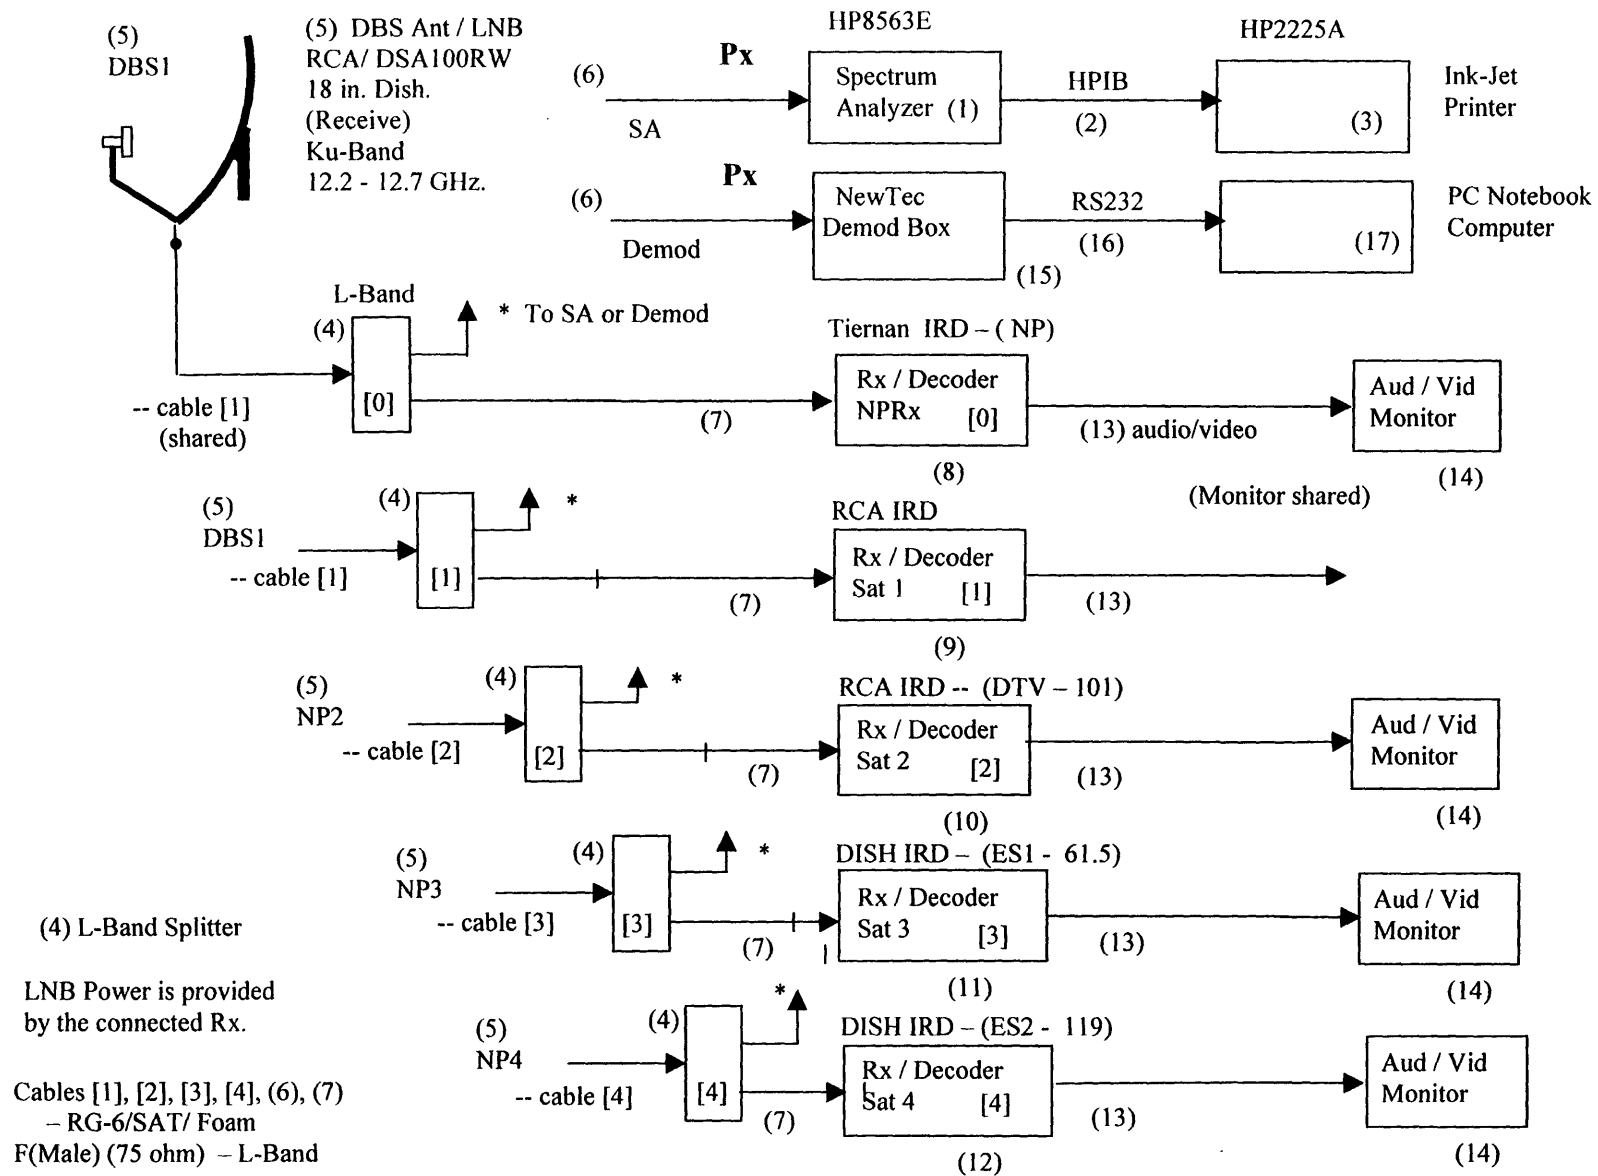 (5)
DBS1
(5) DBS Ant / LNB
RCA/ DSA100RW
18 in. Dish.
(Receive)
Ku-Band
12.2 - 12.7 GHz.
HP8563E
HP2225A
Px
(6)
SA
Spectrum
Analyzer (1)
HPIB
(2)
(3)
Ink-Jet
Printer
Px
(6)
Demod
NewTec
Demod Box
(15)
RS232
(16)
(17)
PC Notebook
Computer
L-Band
(4)
[0]
* To SA or Demod
-- cable [1]
(shared)
(7)
Tiernan IRD – ( NP)
Rx / Decoder
NPRx [0]
(8)
(13) audio/video
Aud / Vid
Monitor
(14)
(Monitor shared)
(5)
DBS1
-- cable [1]
(4)
[1]
*
(7)
RCA IRD
Rx / Decoder
Sat 1 [1]
(9)
(13)
(5)
NP2
-- cable [2]
(4)
[2]
*
(7)
RCA IRD -- (DTV – 101)
Rx / Decoder
Sat 2 [2]
(10)
(13)
Aud / Vid
Monitor
(14)
(5)
NP3
-- cable [3]
(4)
[3]
*
(7)
DISH IRD – (ES1 - 61.5)
Rx / Decoder
Sat 3 [3]
(11)
(13)
Aud / Vid
Monitor
(14)
(5)
NP4
-- cable [4]
(4)
[4]
*
(7)
DISH IRD – (ES2 - 119)
Rx / Decoder
Sat 4 [4]
(12)
(13)
Aud / Vid
Monitor
(14)
(4) L-Band Splitter
LNB Power is provided
by the connected Rx.
Cables [1], [2], [3], [4], (6), (7)
– RG-6/SAT/ Foam
F(Male) (75 ohm) – L-Band